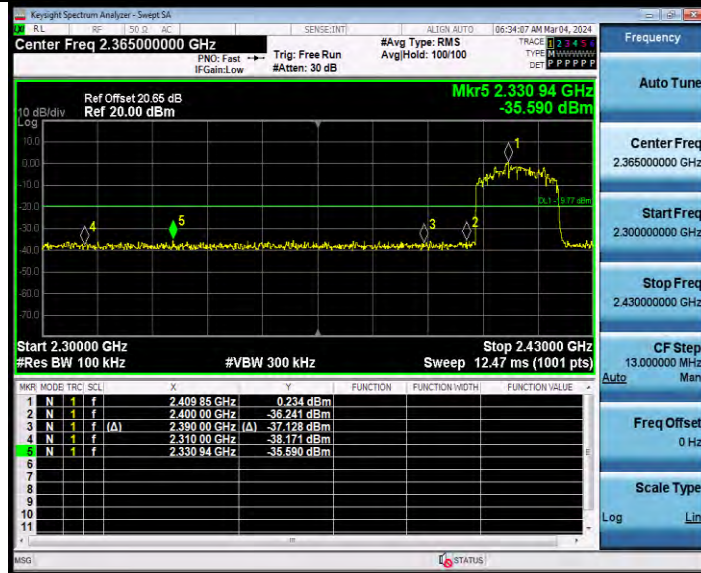 Keysight Spectrum Analyzer - Swept SA
RL RF 50 Ω AC SENSE:INT ALIGN AUTO 06:34:07 AM Mar 04, 2024
Center Freq 2.365000000 GHz
PNO: Fast
IFGain:Low
Trig: Free Run
#Atten: 30 dB
#Avg Type: RMS
Avg|Hold: 100/100
TRACE 1 2 3 4 5 6
TYPE M
DET P P P P P P
Ref Offset 20.65 dB
10 dB/div Ref 20.00 dBm
Log
Mkr5 2.330 94 GHz
-35.590 dBm
10.0
0.00
-10.0
-20.0
-30.0
-40.0
-50.0
-60.0
-70.0
1
DL1 -19.77 dBm
4
5
3
2
Start 2.30000 GHz Stop 2.43000 GHz
#Res BW 100 kHz #VBW 300 kHz Sweep 12.47 ms (1001 pts)
MKR MODE TRC SCL X Y FUNCTION FUNCTION WIDTH FUNCTION VALUE
1 N 1 f 2.409 85 GHz 0.234 dBm
2 N 1 f 2.400 00 GHz -36.241 dBm
3 N 1 f (Δ) 2.390 00 GHz (Δ) -37.128 dBm
4 N 1 f 2.310 00 GHz -38.171 dBm
5 N 1 f 2.330 94 GHz -35.590 dBm
6
7
8
9
10
11
MSG STATUS
Frequency
Auto Tune
Center Freq
2.365000000 GHz
Start Freq
2.300000000 GHz
Stop Freq
2.430000000 GHz
CF Step
13.000000 MHz
Auto Man
Freq Offset
0 Hz
Scale Type
Log Lin